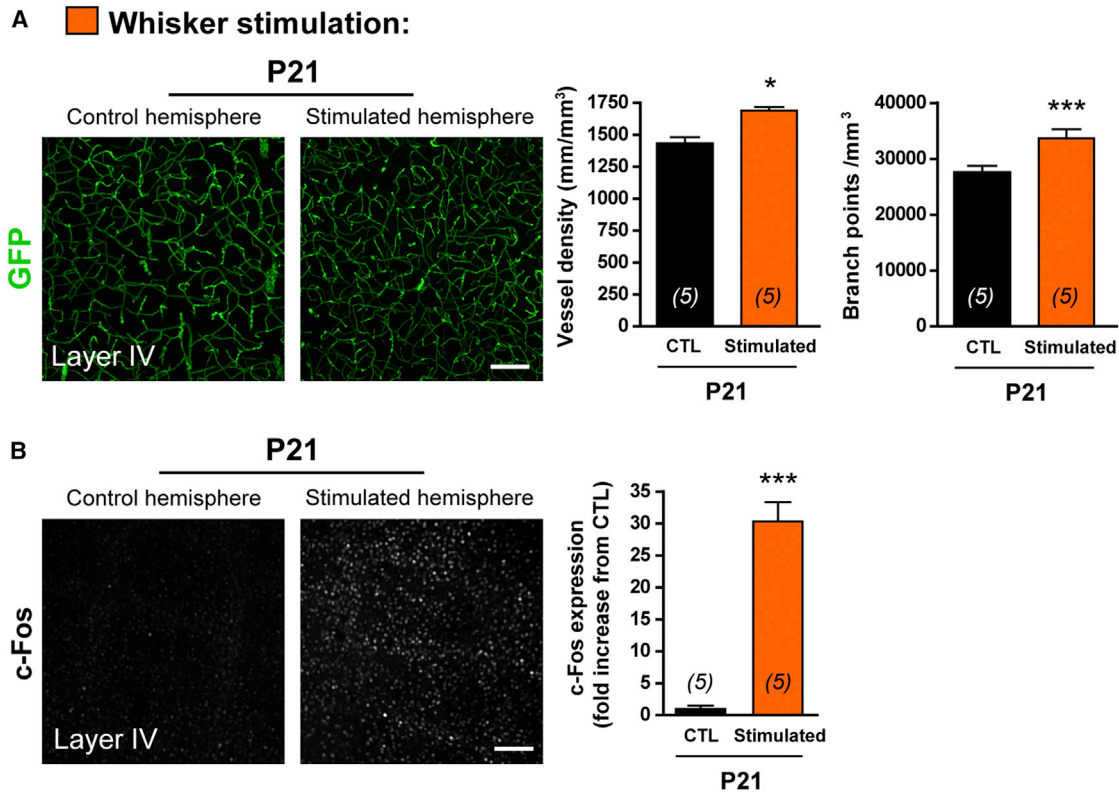 A
Whisker stimulation:
P21
Control hemisphere
Stimulated hemisphere
GFP
Layer IV
Vessel density (mm/mm³)
1750
1500
1250
1000
750
500
250
0
*
(5)
(5)
CTL
Stimulated
P21
Branch points /mm³
40000
30000
20000
10000
0
***
(5)
(5)
CTL
Stimulated
P21
B
P21
Control hemisphere
Stimulated hemisphere
c-Fos
Layer IV
c-Fos expression
(fold increase from CTL)
35
30
25
20
15
10
5
0
***
(5)
(5)
CTL
Stimulated
P21